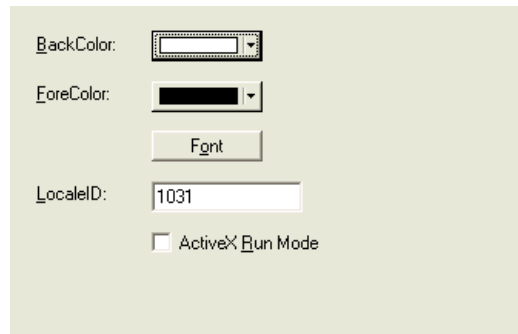 BackColor:
ForeColor:
Font
LocaleID: 1031
ActiveX Run Mode